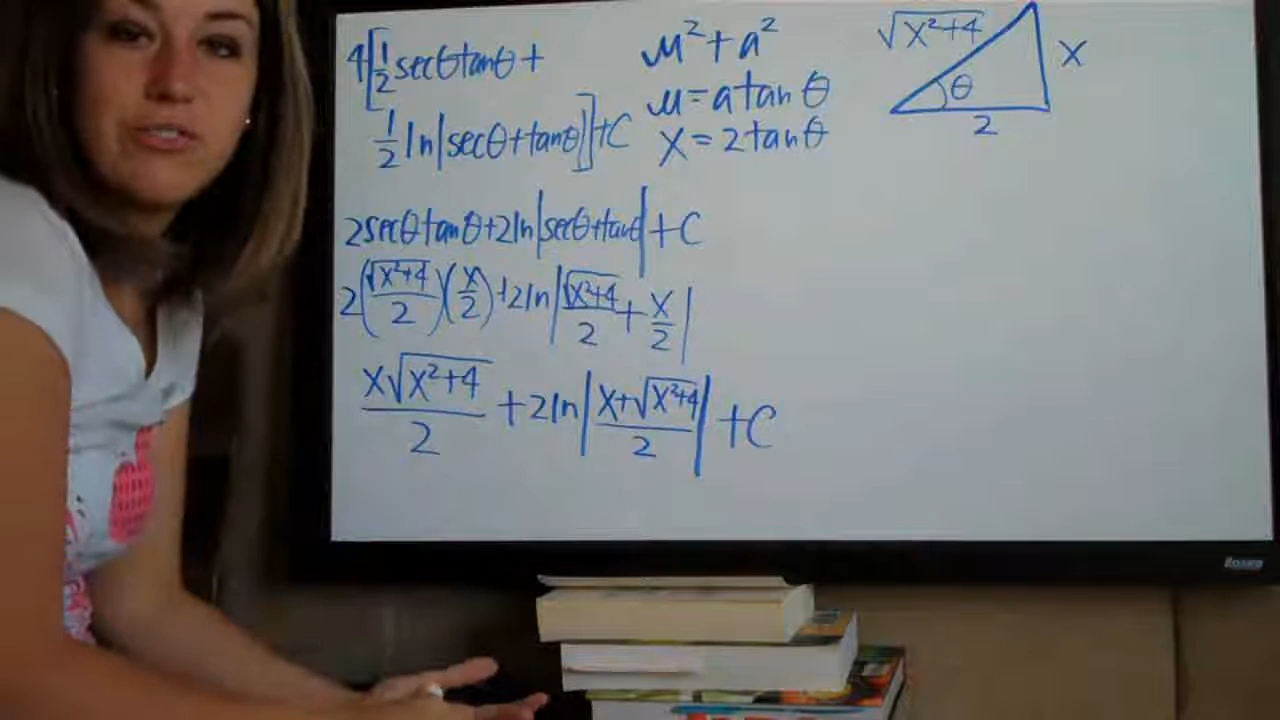 4[1/2 secθtanθ +
1/2 ln|secθ+tanθ|]+C
2secθtanθ+2ln|secθ+tanθ|+C
2(√(x²+4)/2)(x/2)+2ln|√(x²+4)/2+x/2|
x√(x²+4)/2+2ln|(x+√(x²+4))/2|+C
u²+a²
u=atanθ
x=2tanθ
√(x²+4)
x
θ
2